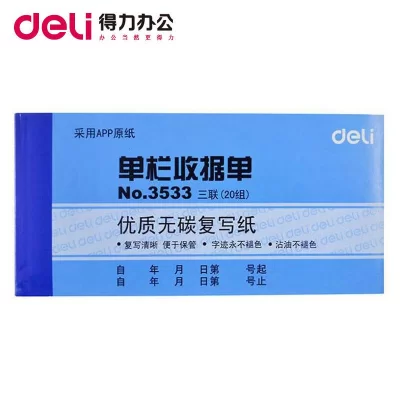 deli 得力办公
办公当然更得力
采用APP原纸
deli
单栏收据单
No.3533 三联(20组)
优质无碳复写纸
• 复写清晰 便于保管 • 字迹永不褪色 • 沾油不褪色
自 年 月 日第 号起
自 年 月 日第 号止